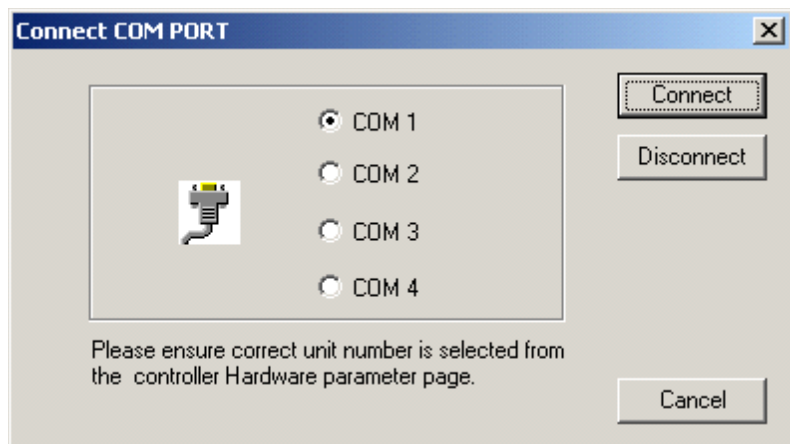 Connect COM PORT
COM 1
COM 2
COM 3
COM 4
Connect
Disconnect
Please ensure correct unit number is selected from
the  controller Hardware parameter page.
Cancel